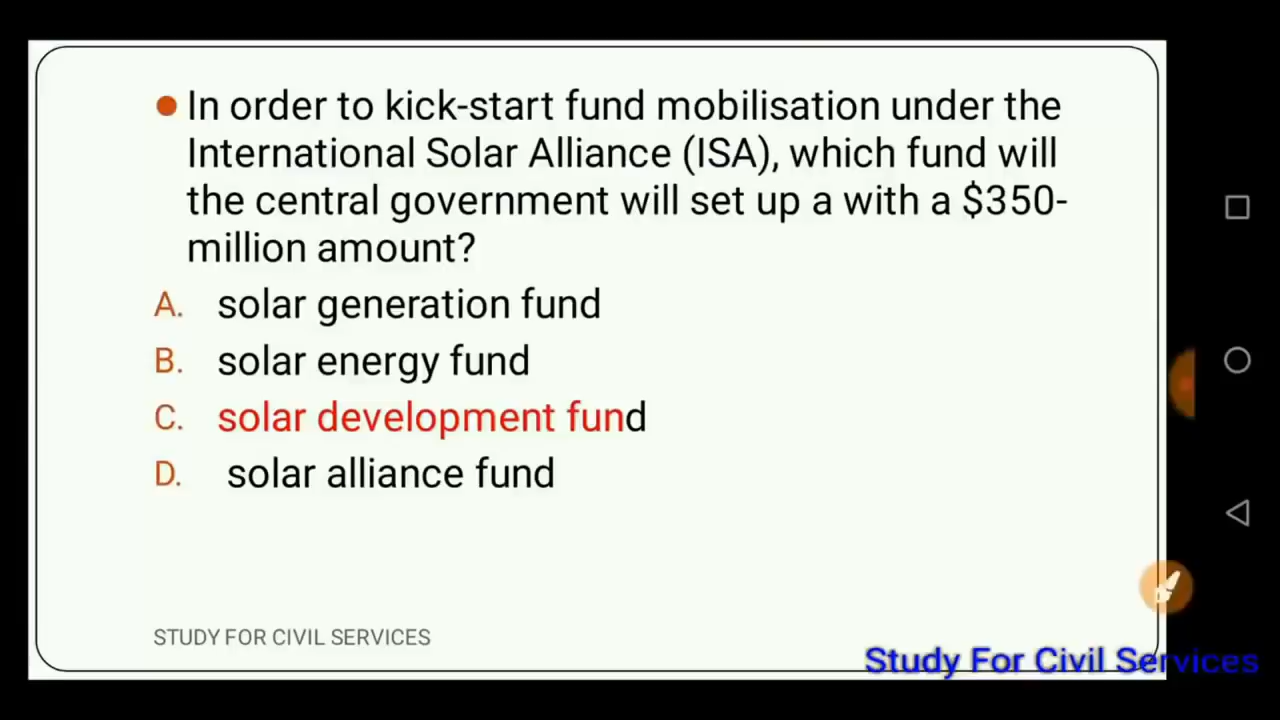 In order to kick-start fund mobilisation under the
International Solar Alliance (ISA), which fund will
the central government will set up a with a $350-
million amount?
A. solar generation fund
B. solar energy fund
C. solar development fund
D. solar alliance fund
STUDY FOR CIVIL SERVICES
Study For Civil Services